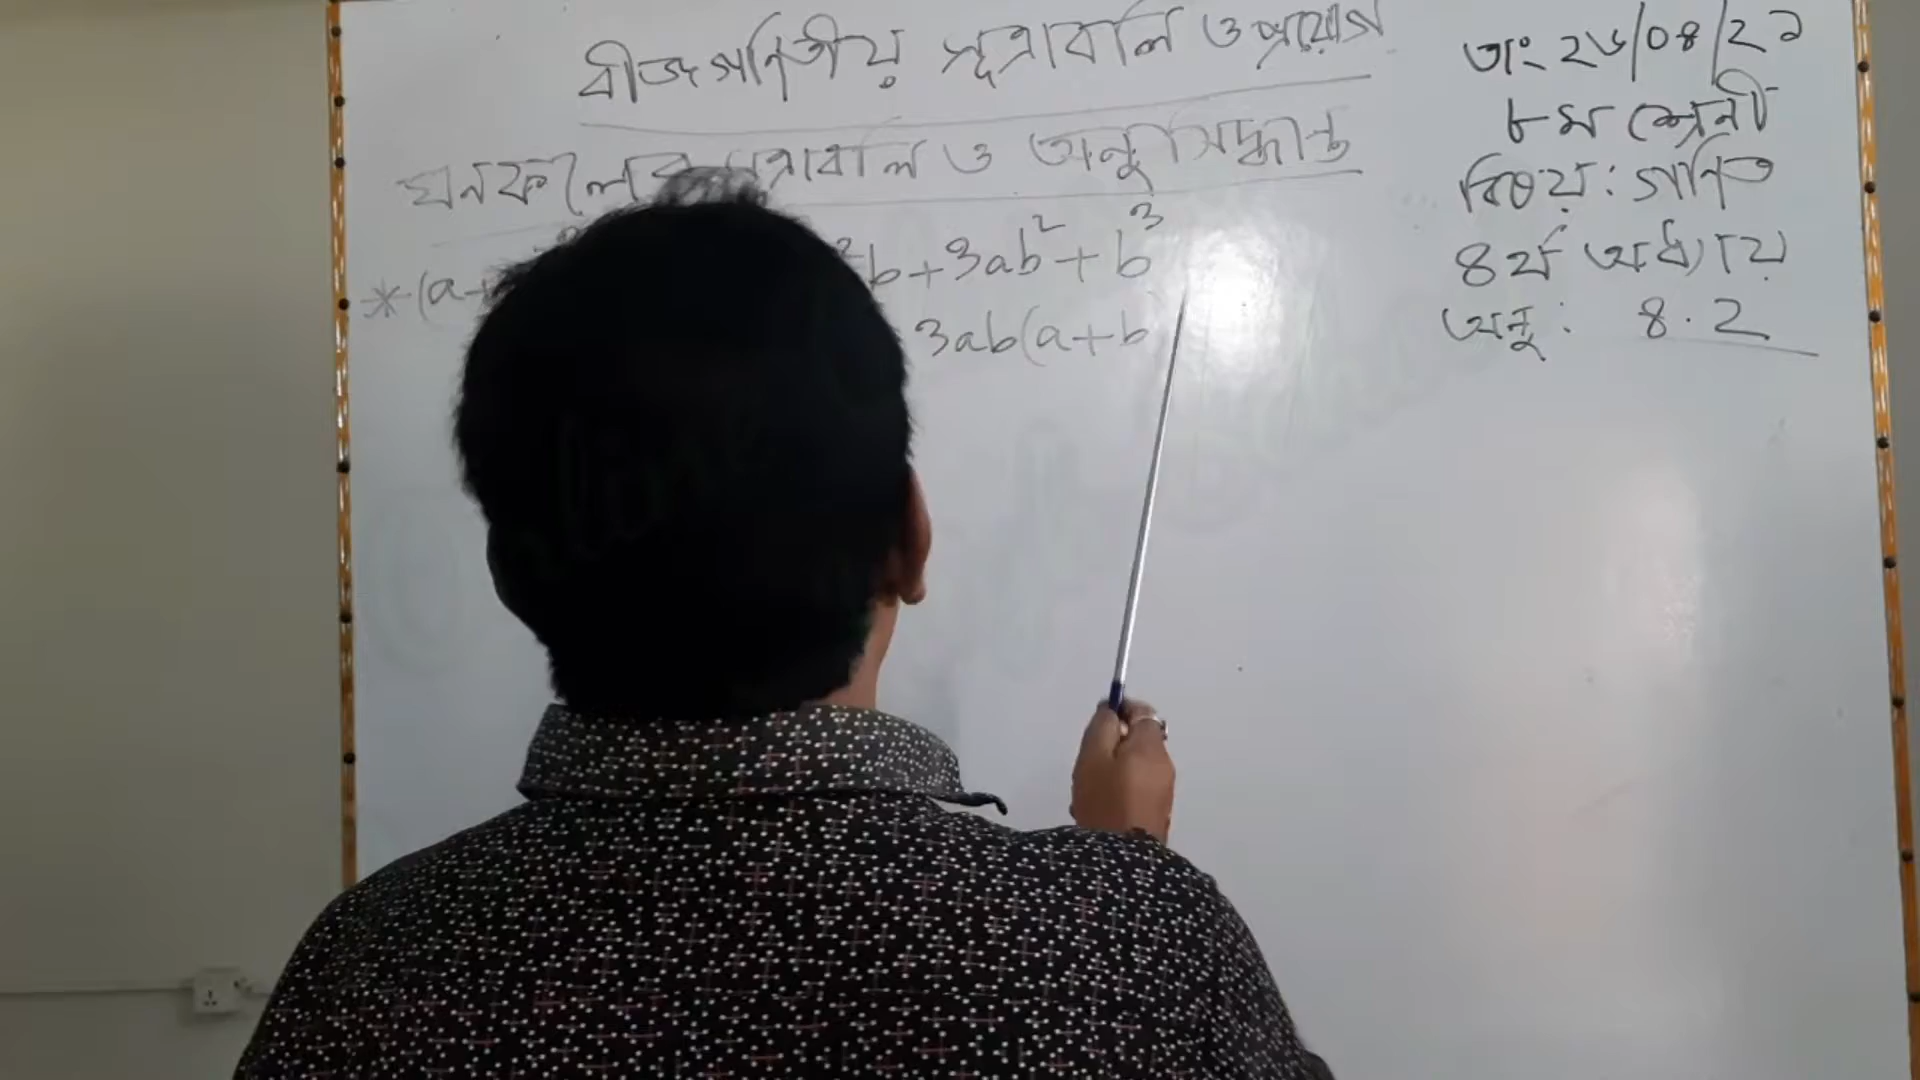 বীজগণিতীয় সূত্রাবলি ও প্রয়োগ
ঘনফলের সূত্রাবলি ও অনুসিদ্ধান্ত
*(a+ b+3ab²+b³
3ab(a+b
তাং ২৬/০৪/২১
৮ম শ্রেনী
বিষয়: গণিত
৪র্থ অধ্যায়
অনু: ৪.২